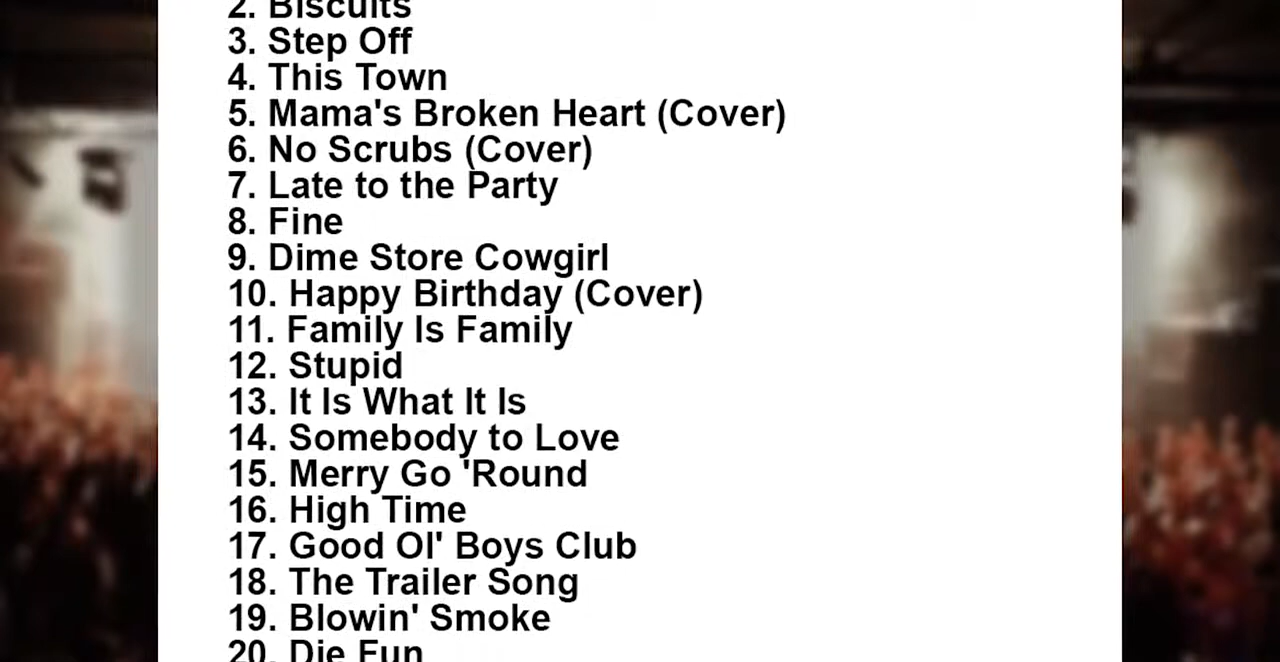 2. Biscuits
3. Step Off
4. This Town
5. Mama's Broken Heart (Cover)
6. No Scrubs (Cover)
7. Late to the Party
8. Fine
9. Dime Store Cowgirl
10. Happy Birthday (Cover)
11. Family Is Family
12. Stupid
13. It Is What It Is
14. Somebody to Love
15. Merry Go 'Round
16. High Time
17. Good Ol' Boys Club
18. The Trailer Song
19. Blowin' Smoke
20. Die Fun